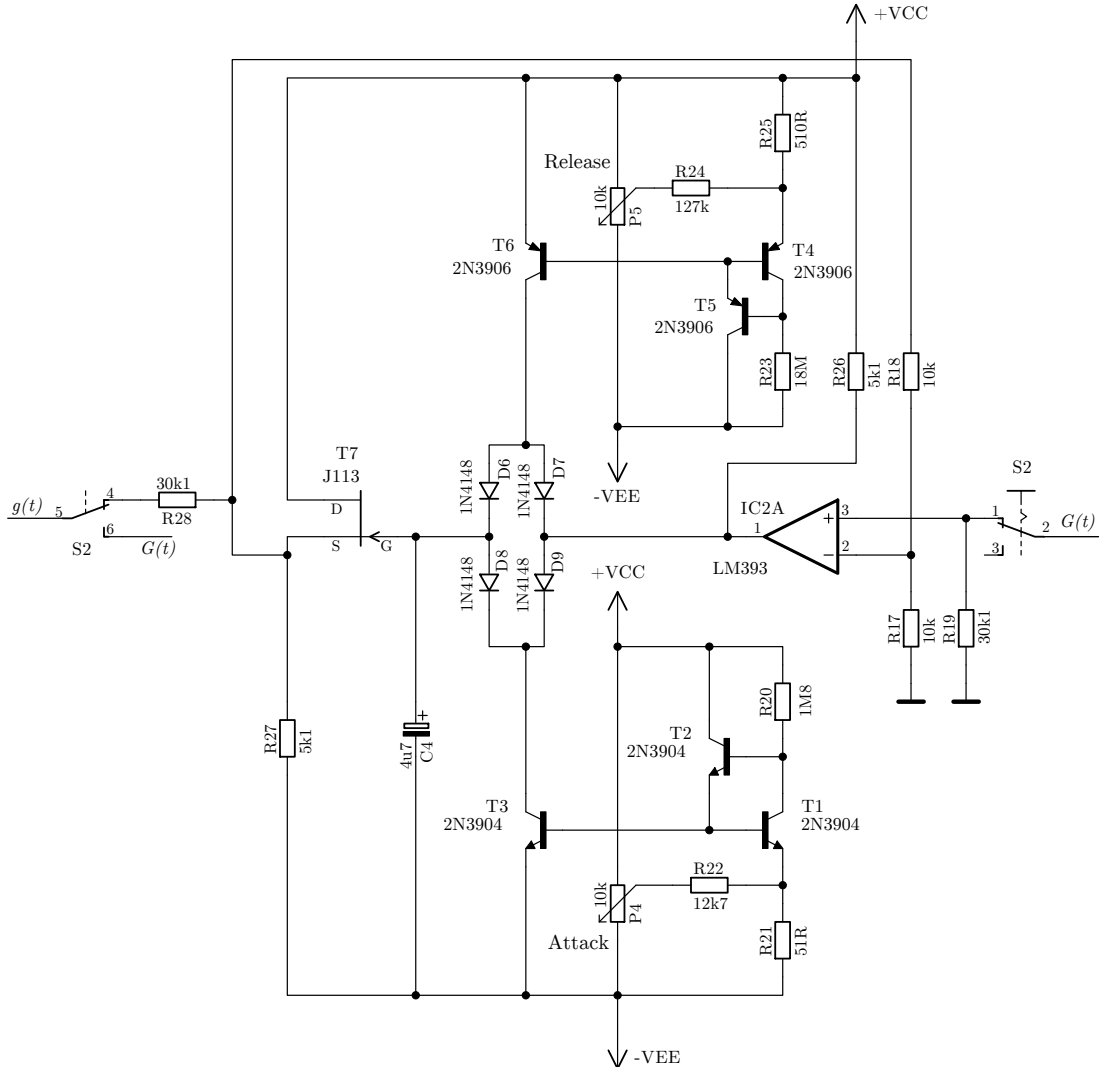 +VCC
R25
510R
Release
R24
127k
10k
P5
T6
2N3906
T4
2N3906
T5
2N3906
R23
18M
R26
5k1
R18
10k
-VEE
T7
J113
D
S
G
1N4148
D6
1N4148
D7
1N4148
D8
1N4148
D9
g(t)
5
4
6
S2
30k1
R28
G(t)
IC2A
LM393
1
+
3
−
2
S2
1
2
3
G(t)
R17
10k
R19
30k1
+VCC
R20
1M8
T2
2N3904
R27
5k1
+
4u7
C4
T3
2N3904
T1
2N3904
R22
12k7
10k
P4
Attack
R21
51R
-VEE